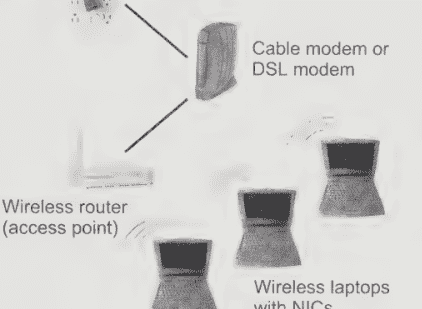 Cable modem or
DSL modem
Wireless router
(access point)
Wireless laptops
with NICs